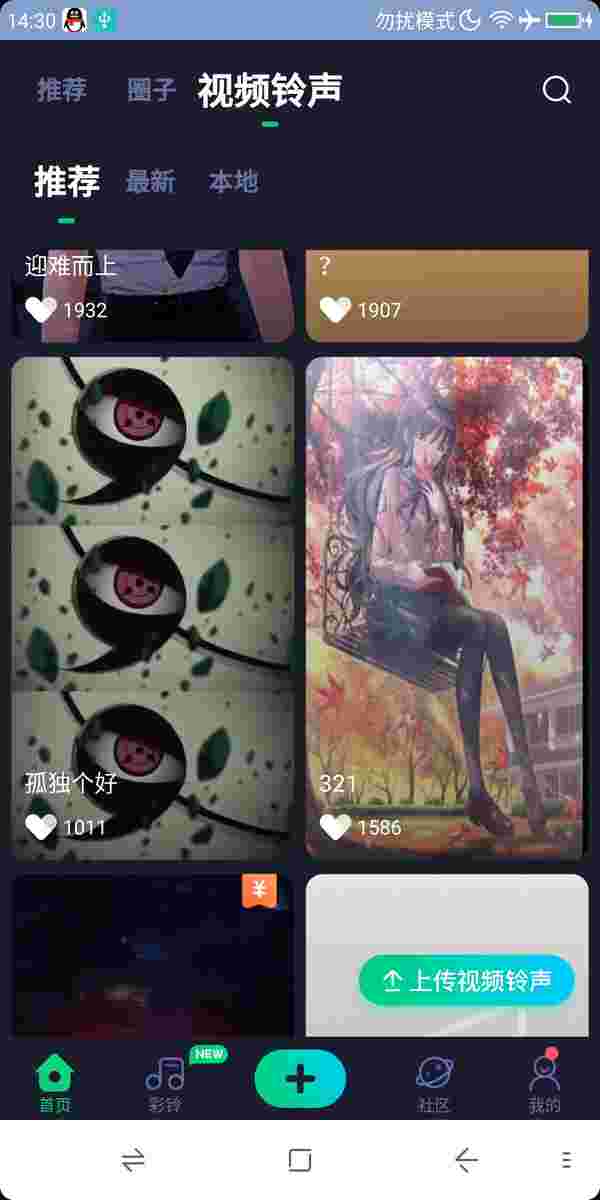 14:30 勿扰模式
推荐 圈子 视频铃声
推荐 最新 本地
迎难而上
?
1932
1907
孤独个好
1011
321
1586
¥
上传视频铃声
NEW
首页 彩铃 社区 我的